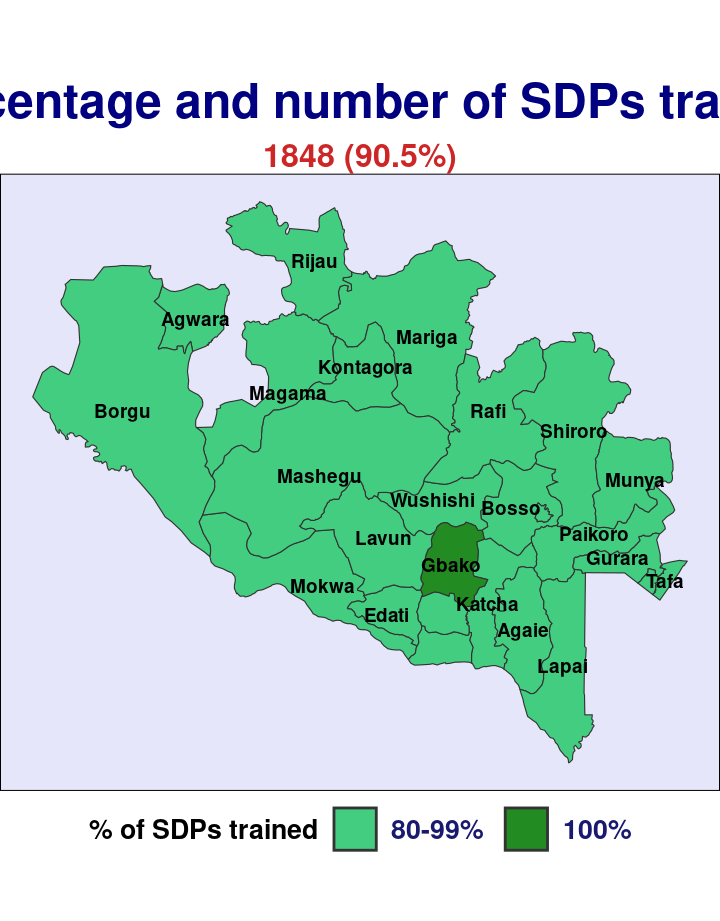 centage and number of SDPs tra
1848 (90.5%)
Rijau
Agwara
Mariga
Kontagora
Magama
Borgu
Rafi
Shiroro
Mashegu
Munya
Wushishi
Bosso
Paikoro
Lavun
Gurara
Gbako
Tafa
Mokwa
Katcha
Edati
Agaie
Lapai
% of SDPs trained 80-99% 100%